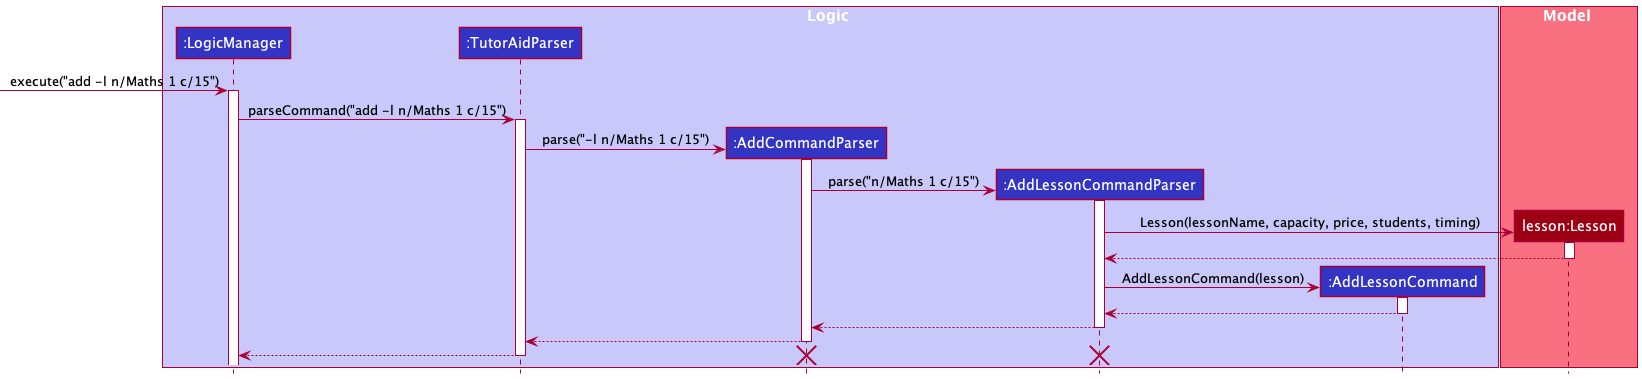 Logic
Model
:LogicManager
:TutorAidParser
execute("add -l n/Maths 1 c/15")
parseCommand("add -l n/Maths 1 c/15")
parse("-l n/Maths 1 c/15")
:AddCommandParser
parse("n/Maths 1 c/15")
:AddLessonCommandParser
Lesson(lessonName, capacity, price, students, timing)
lesson:Lesson
AddLessonCommand(lesson)
:AddLessonCommand